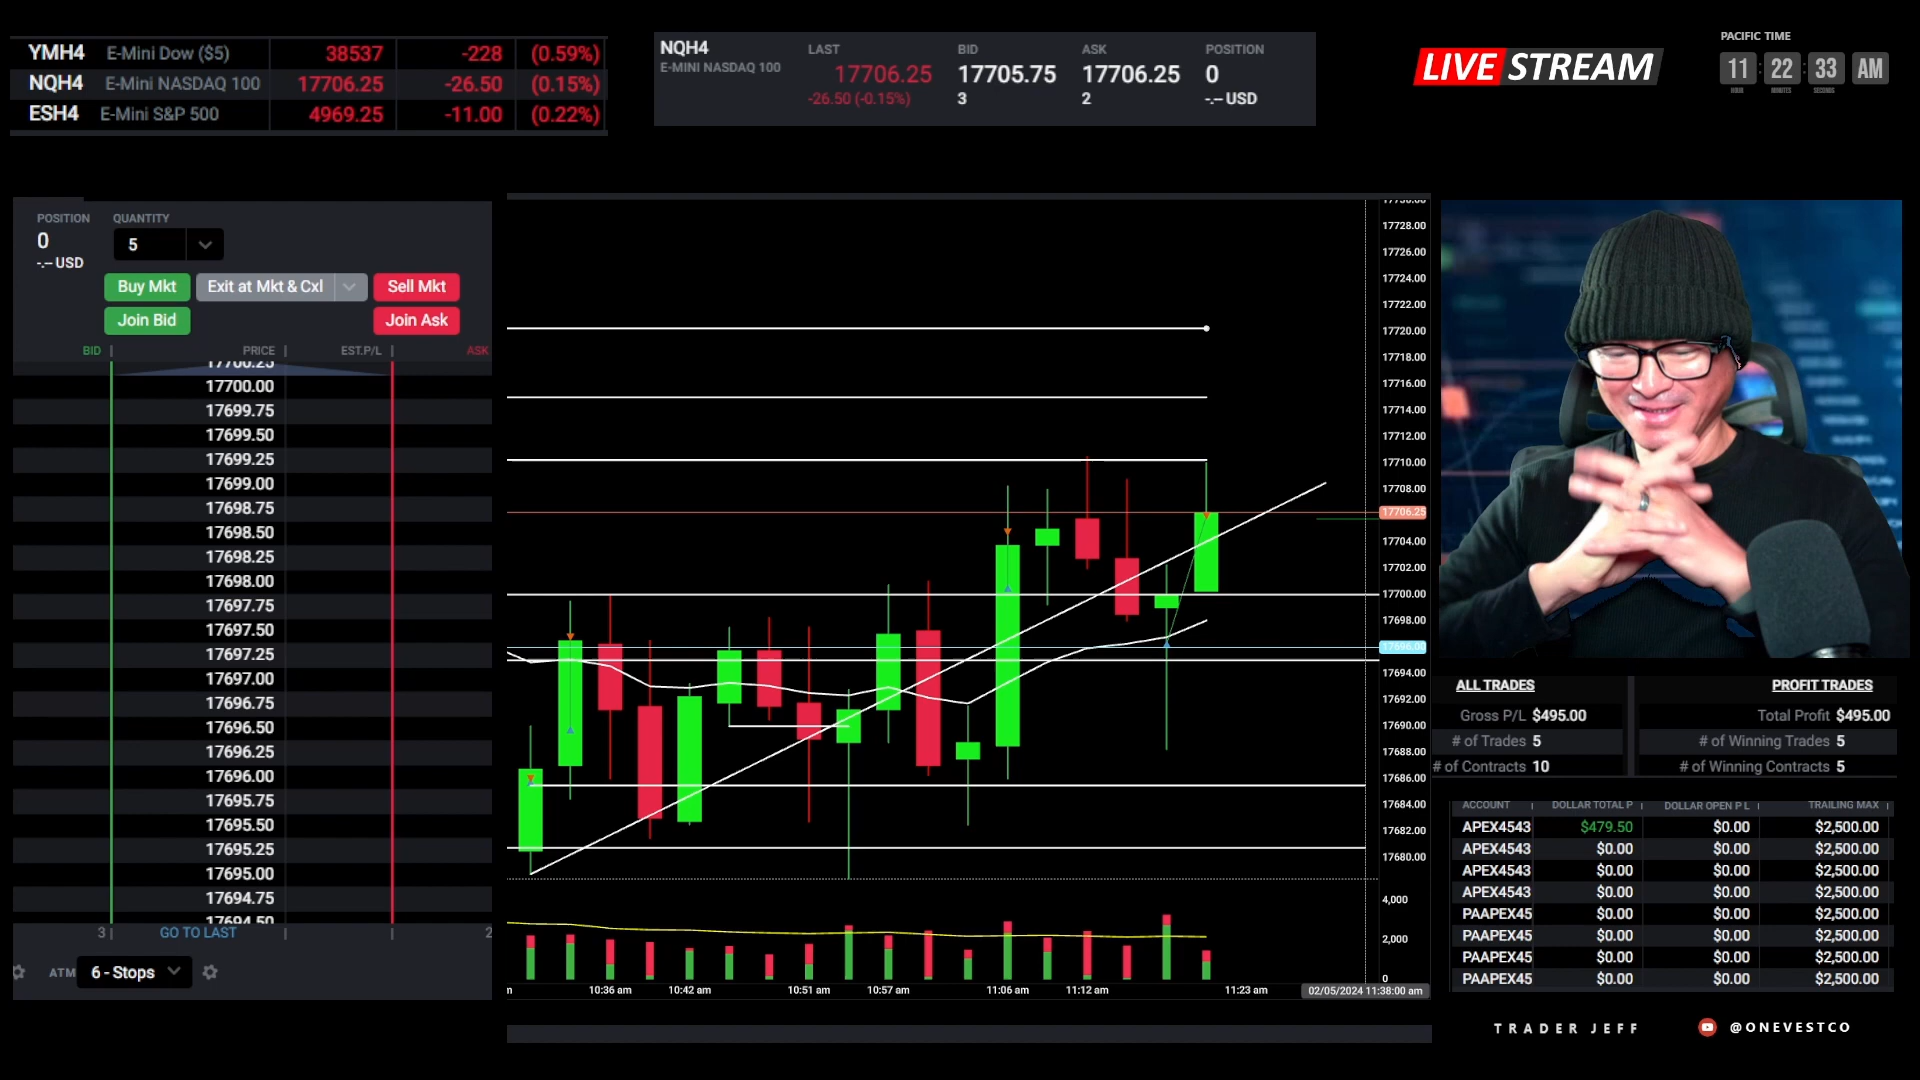 YMH4 E-Mini Dow ($5) 38537 -228 (0.59%)
NQH4 E-Mini NASDAQ 100 17706.25 -26.50 (0.15%)
ESH4 E-Mini S&P 500 4969.25 -11.00 (0.22%)
NQH4 LAST BID ASK POSITION
E-MINI NASDAQ 100 17706.25 17705.75 17706.25 0
-26.50 (-0.15%) 3 2 -.-- USD
LIVE STREAM
PACIFIC TIME
11 22 33 AM
HOUR MINUTES SECONDS
POSITION QUANTITY
0 5
-.-- USD
Buy Mkt Exit at Mkt & Cxl Sell Mkt
Join Bid Join Ask
BID PRICE EST.P/L ASK
17700.25
17700.00
17699.75
17699.50
17699.25
17699.00
17698.75
17698.50
17698.25
17698.00
17697.75
17697.50
17697.25
17697.00
17696.75
17696.50
17696.25
17696.00
17695.75
17695.50
17695.25
17695.00
17694.75
17694.50
3 GO TO LAST 2
ATM 6 - Stops
17730.00
17728.00
17726.00
17724.00
17722.00
17720.00
17718.00
17716.00
17714.00
17712.00
17710.00
17708.00
17706.25
17704.00
17702.00
17700.00
17698.00
17696.00
17694.00
17692.00
17690.00
17688.00
17686.00
17684.00
17682.00
17680.00
4,000
2,000
0
10:36 am 10:42 am 10:51 am 10:57 am 11:06 am 11:12 am 11:23 am 02/05/2024 11:38:00 am
ALL TRADES PROFIT TRADES
Gross P/L $495.00 Total Profit $495.00
# of Trades 5 # of Winning Trades 5
# of Contracts 10 # of Winning Contracts 5
ACCOUNT DOLLAR TOTAL P DOLLAR OPEN P L TRAILING MAX
APEX4543 $479.50 $0.00 $2,500.00
APEX4543 $0.00 $0.00 $2,500.00
APEX4543 $0.00 $0.00 $2,500.00
APEX4543 $0.00 $0.00 $2,500.00
PAAPEX45 $0.00 $0.00 $2,500.00
PAAPEX45 $0.00 $0.00 $2,500.00
PAAPEX45 $0.00 $0.00 $2,500.00
PAAPEX45 $0.00 $0.00 $2,500.00
TRADER JEFF @ONEVESTCO